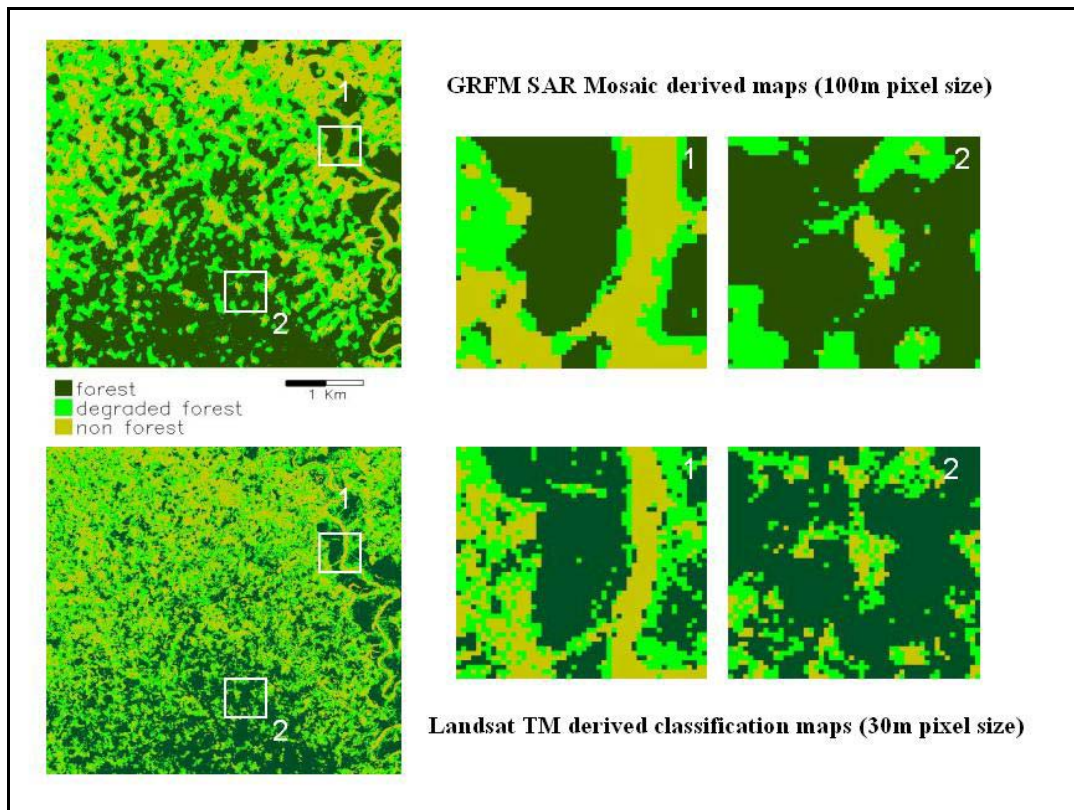 GRFM SAR Mosaic derived maps (100m pixel size)
1
2
1
2
forest
degraded forest
non forest
1 Km
1
2
1
2
Landsat TM derived classification maps (30m pixel size)